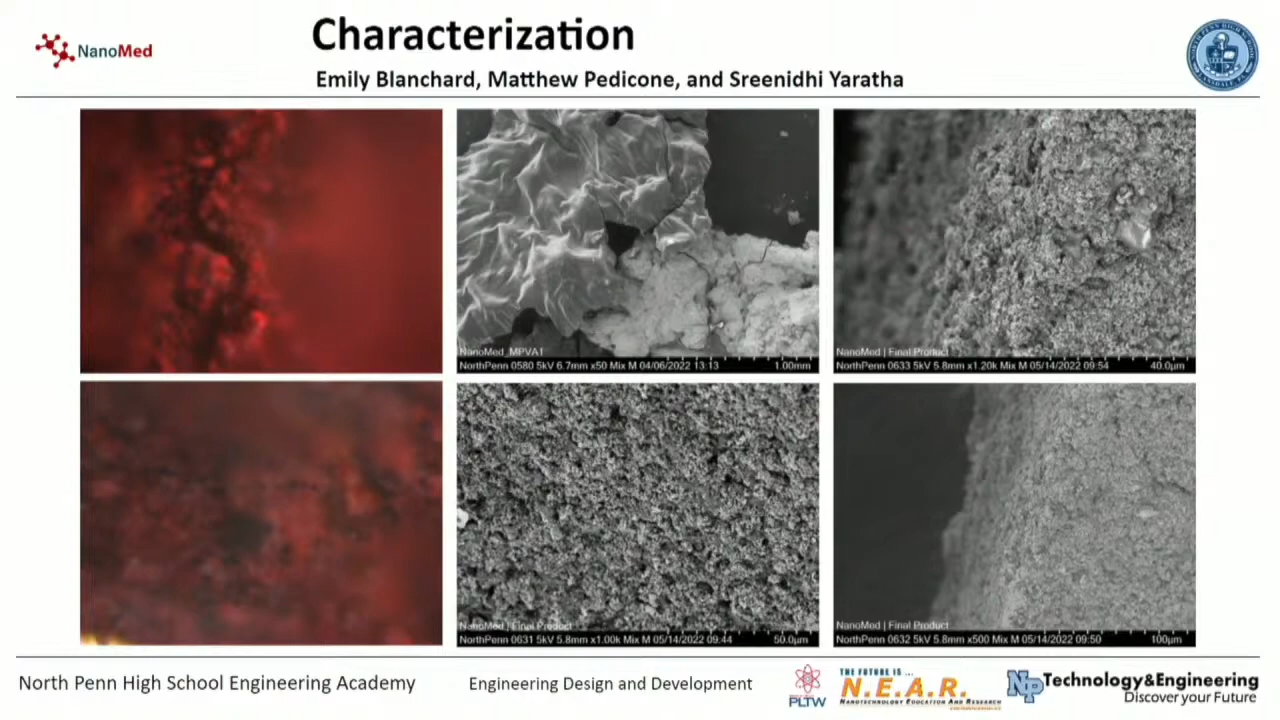 Characterization
NanoMed
Emily Blanchard, Matthew Pedicone, and Sreenidhi Yaratha
NanoMed_MPVA1
NorthPenn 0580 5kV 6.7mm x50 Mix M 04/06/2022 13:13 1.00mm
NanoMed | Final Product
NorthPenn 0633 5kV 5.8mm x1.20k Mix M 05/14/2022 09:54 40.0µm
NanoMed | Final Product
NorthPenn 0631 5kV 5.8mm x1.00k Mix M 05/14/2022 09:44 50.0µm
NanoMed | Final Product
NorthPenn 0632 5kV 5.8mm x500 Mix M 05/14/2022 09:50 100µm
North Penn High School Engineering Academy
Engineering Design and Development
PLTW
THE FUTURE IS ...
N.E.A.R.
NANOTECHNOLOGY EDUCATION AND RESEARCH
NP
Technology&Engineering
Discover your Future